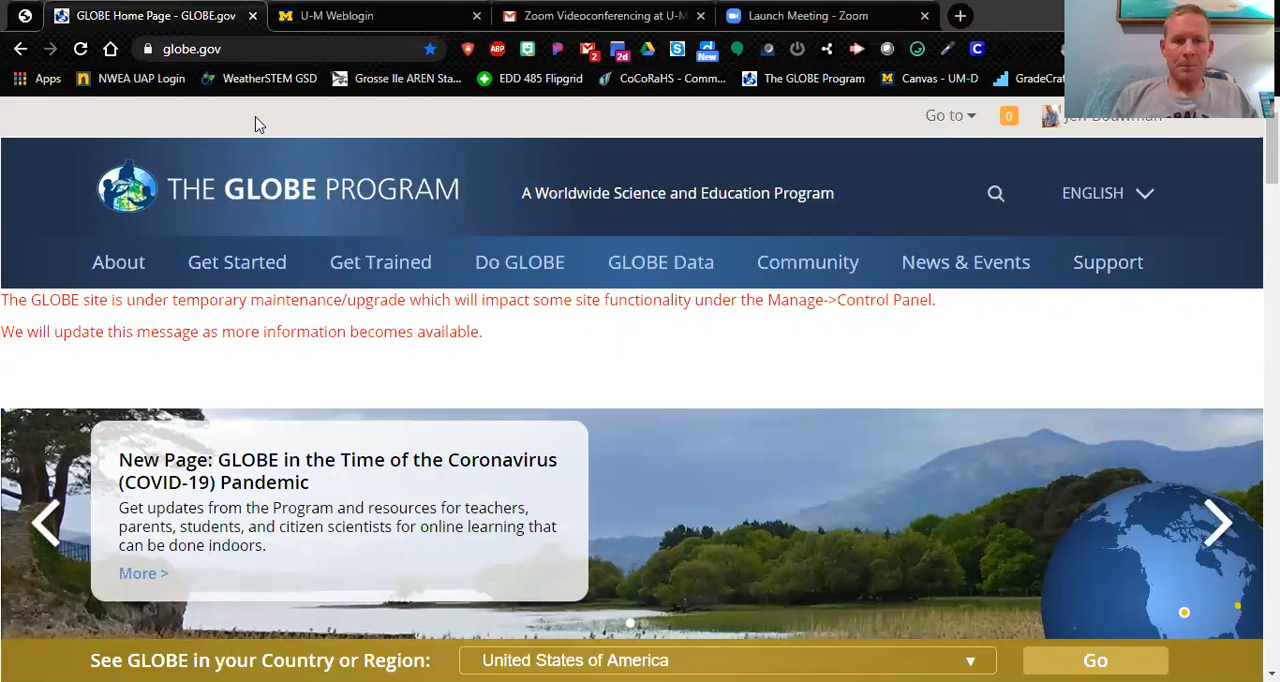 GLOBE Home Page - GLOBE.gov
U-M Weblogin
Zoom Videoconferencing at U-M
Launch Meeting - Zoom
globe.gov
ABP
2
2d
New
Apps
NWEA UAP Login
WeatherSTEM GSD
Grosse Ile AREN Sta...
EDD 485 Flipgrid
CoCoRaHS - Comm...
The GLOBE Program
Canvas - UM-D
GradeCraf
Go to
0
THE GLOBE PROGRAM
A Worldwide Science and Education Program
ENGLISH
About
Get Started
Get Trained
Do GLOBE
GLOBE Data
Community
News & Events
Support
The GLOBE site is under temporary maintenance/upgrade which will impact some site functionality under the Manage->Control Panel.
We will update this message as more information becomes available.
New Page: GLOBE in the Time of the Coronavirus
(COVID-19) Pandemic
Get updates from the Program and resources for teachers,
parents, students, and citizen scientists for online learning that
can be done indoors.
More >
See GLOBE in your Country or Region:
United States of America
Go